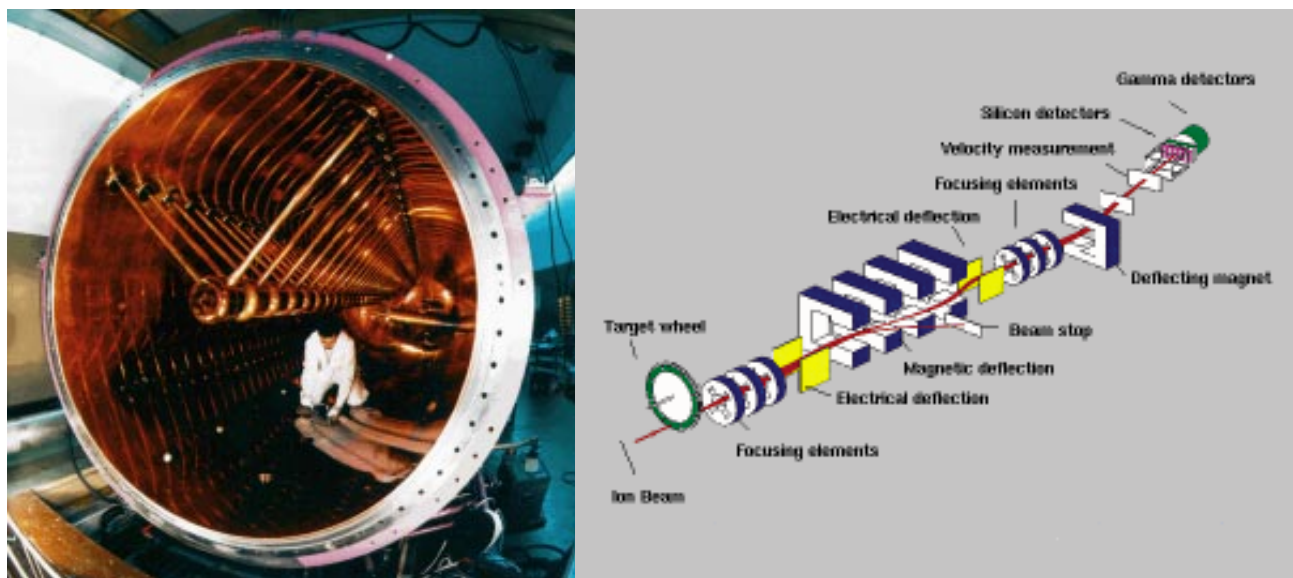 Gamma detectors
Silicon detectors
Velocity measurement
Focusing elements
Electrical deflection
Deflecting magnet
Target wheel
Beam stop
Magnetic deflection
Electrical deflection
Focusing elements
Ion Beam